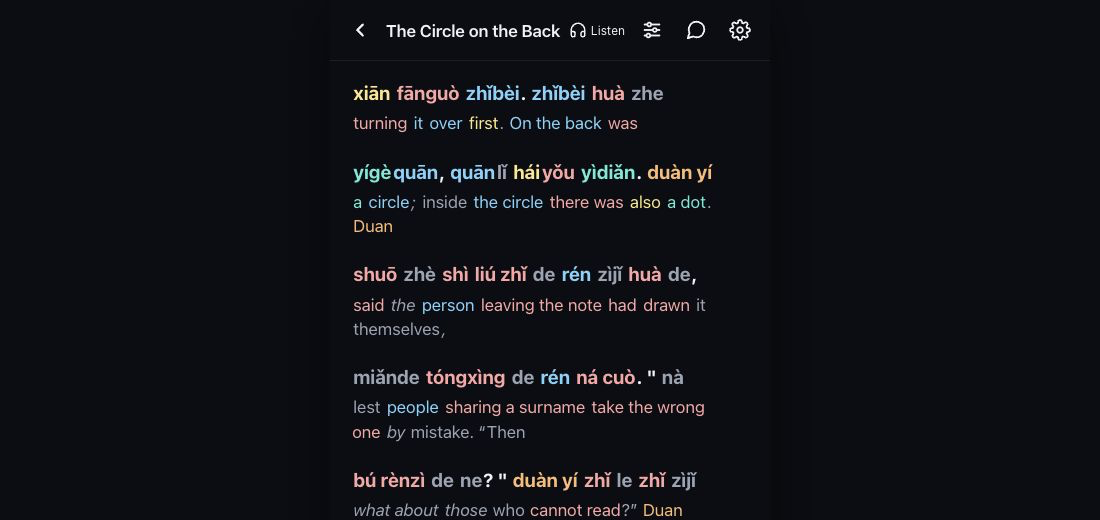 The Circle on the Back Listen
xiān fānguò zhǐbèi. zhǐbèi huà zhe
turning it over first. On the back was
yígè quān, quān lǐ hái yǒu yìdiǎn. duàn yí
a circle; inside the circle there was also a dot.
Duan
shuō zhè shì liú zhǐ de rén zìjǐ huà de,
said the person leaving the note had drawn it
themselves,
miǎnde tóngxìng de rén ná cuò. " nà
lest people sharing a surname take the wrong
one by mistake. “Then
bú rènzì de ne? " duàn yí zhǐ le zhǐ zìjǐ
what about those who cannot read?” Duan